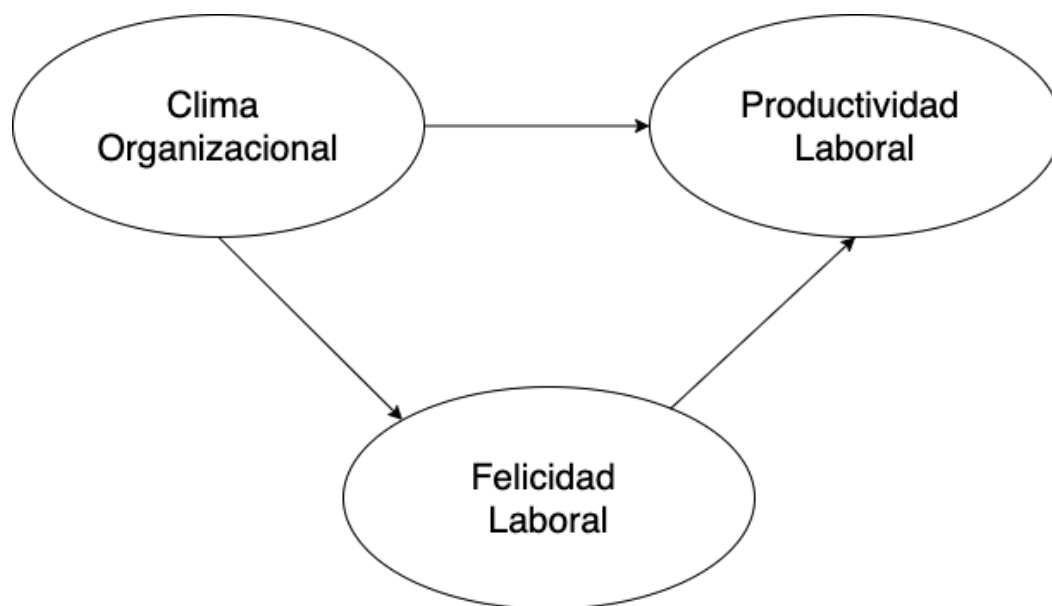 Clima
Organizacional
Productividad
Laboral
Felicidad
Laboral